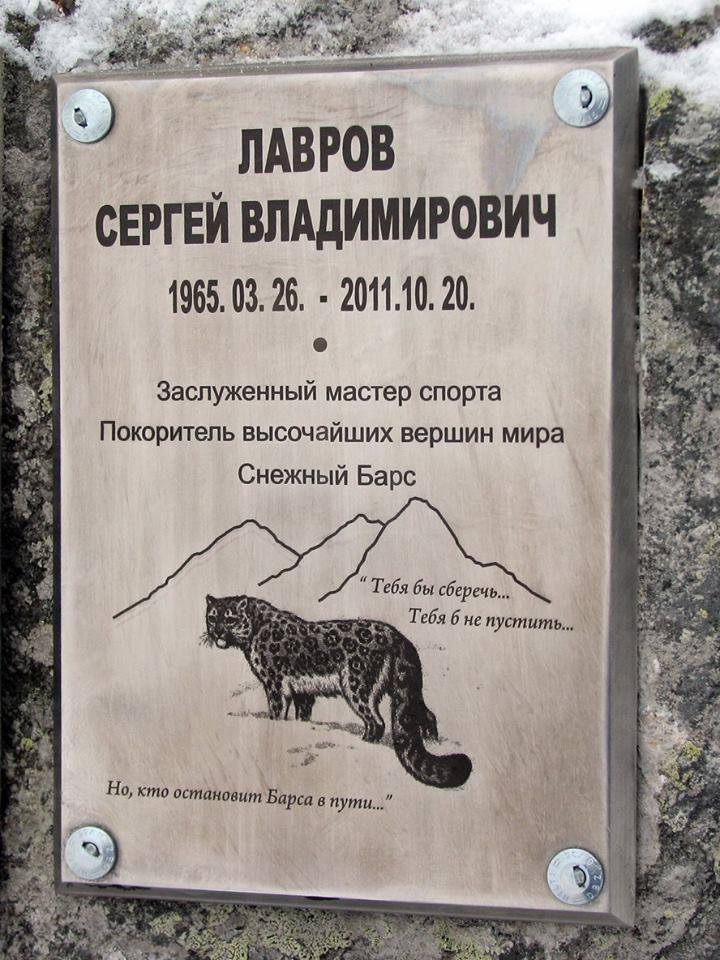 ЛАВРОВ
СЕРГЕЙ ВЛАДИМИРОВИЧ
1965. 03. 26. - 2011.10. 20.
Заслуженный мастер спорта
Покоритель высочайших вершин мира
Снежный Барс
“ Тебя бы сберечь...
Тебя б не пустить...
Но, кто остановит Барса в пути...”